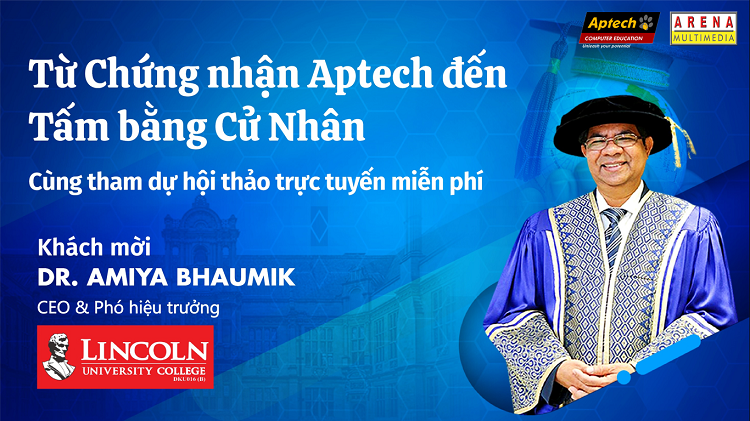 Aptech
COMPUTER EDUCATION
Unleash your potential
ARENA
MULTIMEDIA
Từ Chứng nhận Aptech đến
Tấm bằng Cử Nhân
Cùng tham dự hội thảo trực tuyến miễn phí
Khách mời
DR. AMIYA BHAUMIK
CEO & Phó hiệu trưởng
LINCOLN
UNIVERSITY COLLEGE
DKU016 (B)